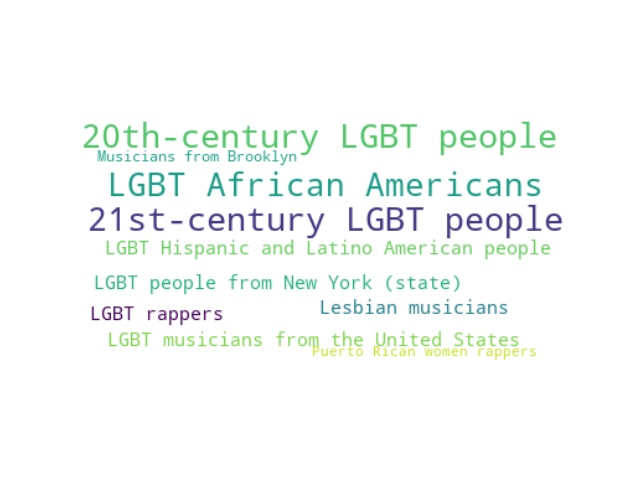 20th-century LGBT people
Musicians from Brooklyn
LGBT African Americans
21st-century LGBT people
LGBT Hispanic and Latino American people
LGBT people from New York (state)
Lesbian musicians
LGBT rappers
LGBT musicians from the United States
Puerto Rican women rappers